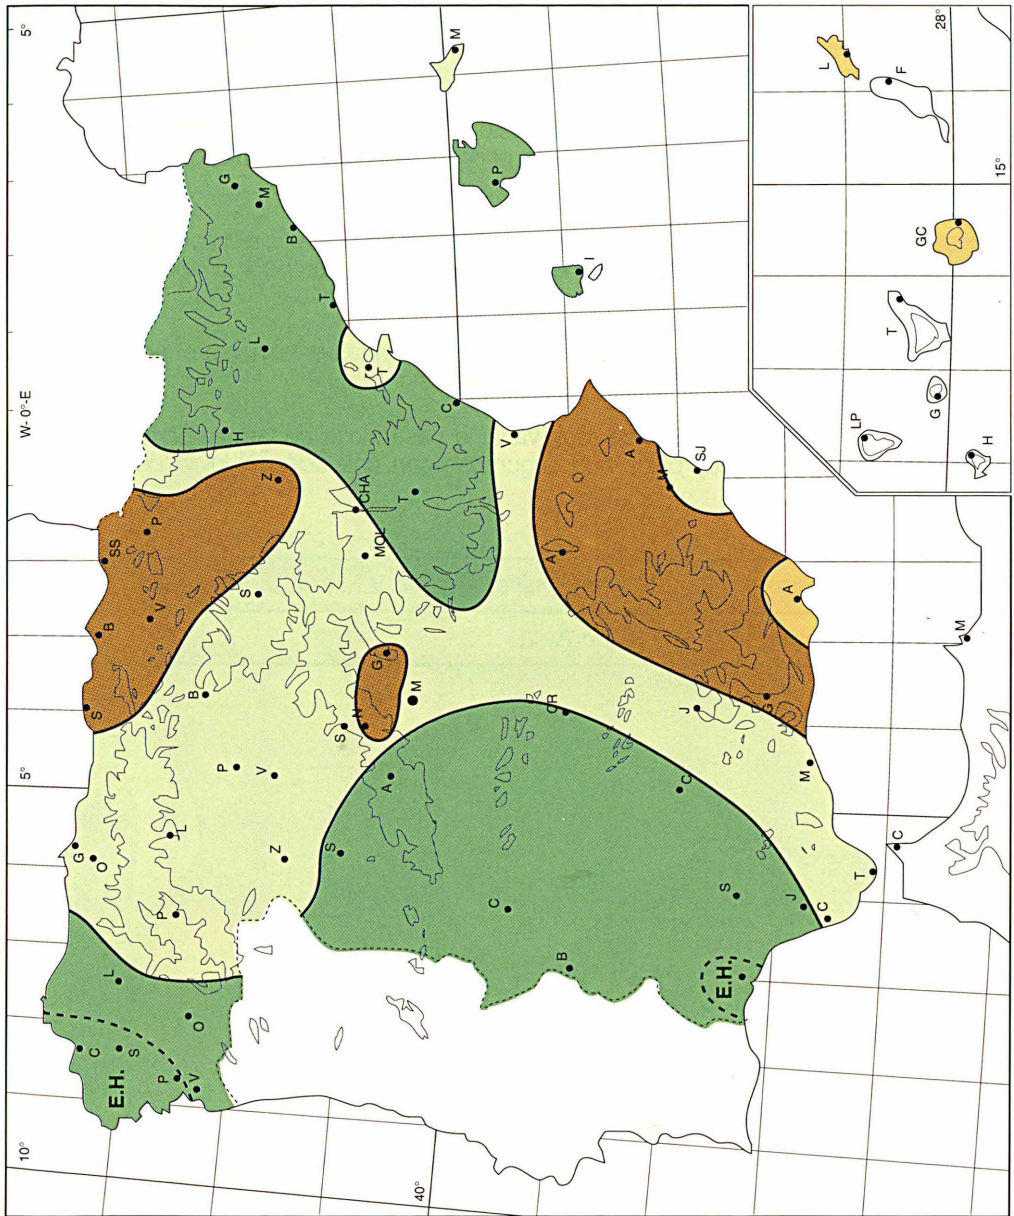 10° 5° W- 0°-E 5°
C G S
O B SS
E.H. S L V P
P P L
O
V B H G
P M
S L
V
Z Z B
T
S S
CHA
N MOL T
A G
M T
40° C M
P
C V
CR A I
B
A
M
C J SJ
E.H. S
G
A
J M
C
T
C
M
L
LP F
T
GC
G
H 28°
15°